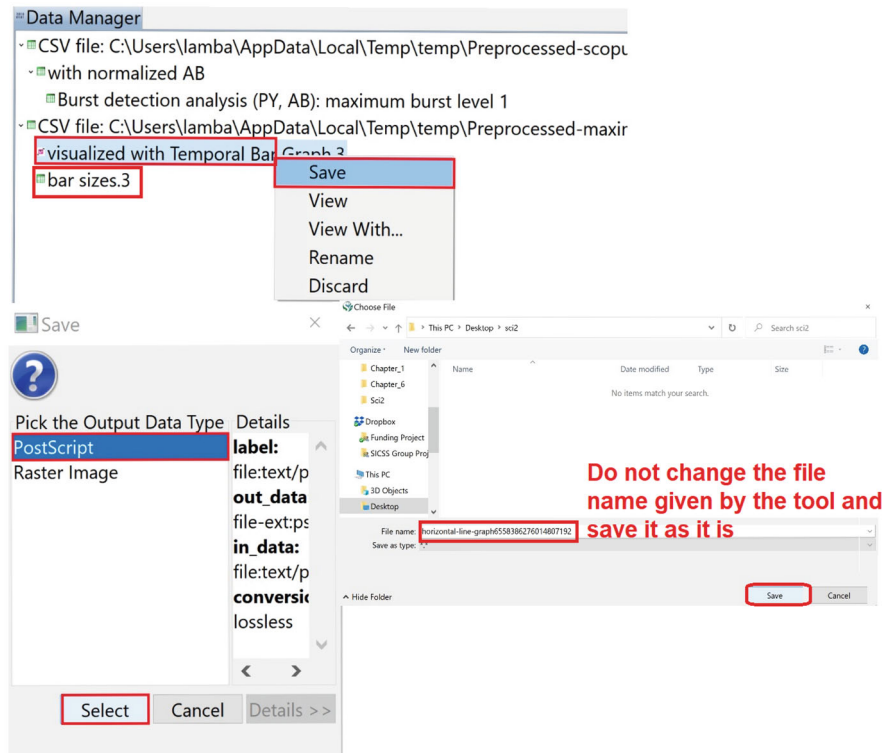 Data Manager
CSV file: C:\Users\lamba\AppData\Local\Temp\temp\Preprocessed-scopu
with normalized AB
Burst detection analysis (PY, AB): maximum burst level 1
CSV file: C:\Users\lamba\AppData\Local\Temp\temp\Preprocessed-maxir
visualized with Temporal Bar Graph.3
bar sizes.3
Save
View
View With...
Rename
Discard
Save
Pick the Output Data Type
PostScript
Raster Image
Details
label:
file:text/p
out_data
file-ext:ps
in_data:
file:text/p
conversio
lossless
Select
Cancel
Details >>
Choose File
This PC > Desktop > sci2
Search sci2
Organize
New folder
Chapter_1
Chapter_6
Sci2
Dropbox
Funding Project
SICSS Group Proj
This PC
3D Objects
Desktop
Name
Date modified
Type
Size
No items match your search.
Do not change the file
name given by the tool and
save it as it is
File name: horizontal-line-graph6558386276014807192
Save as type: *.*
Hide Folder
Save
Cancel